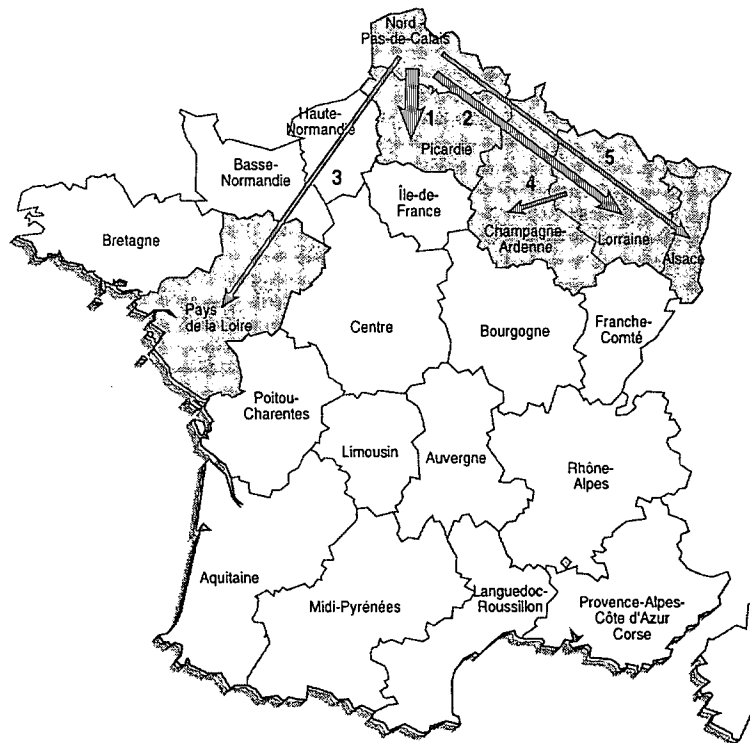 Nord -
Pas-de-Calais
Haute-
Normandie
1
2
Picardie
5
Basse-
Normandie
3
4
Île-de-
France
Bretagne
Champagne-
Ardenne
Lorraine
Alsace
Pays
de la Loire
Centre
Bourgogne
Franche-
Comté
Poitou-
Charentes
Limousin
Auvergne
Rhône-
Alpes
Aquitaine
Midi-Pyrénées
Languedoc-
Roussillon
Provence-Alpes-
Côte d'Azur
Corse